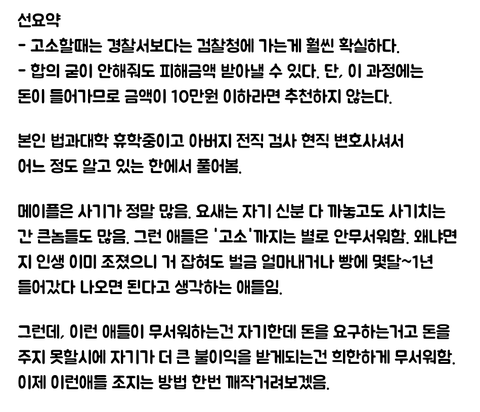 선요약
- 고소할때는 경찰서보다는 검찰청에 가는게 훨씬 확실하다.
- 합의 굳이 안해줘도 피해금액 받아낼 수 있다. 단, 이 과정에는
돈이 들어가므로 금액이 10만원 이하라면 추천하지 않는다.
본인 법과대학 휴학중이고 아버지 전직 검사 현직 변호사셔서
어느 정도 알고 있는 한에서 풀어봄.
메이플은 사기가 정말 많음. 요새는 자기 신분 다 까놓고도 사기치는
간 큰놈들도 많음. 그런 애들은 '고소'까지는 별로 안무서워함. 왜냐면
지 인생 이미 조졌으니 거 잡혀도 벌금 얼마내거나 빵에 몇달~1년
들어갔다 나오면 된다고 생각하는 애들임.
그런데, 이런 애들이 무서워하는건 자기한데 돈을 요구하는거고 돈을
주지 못할시에 자기가 더 큰 불이익을 받게되는건 희한하게 무서워함.
이제 이런애들 조지는 방법 한번 깨작거려보겠음.